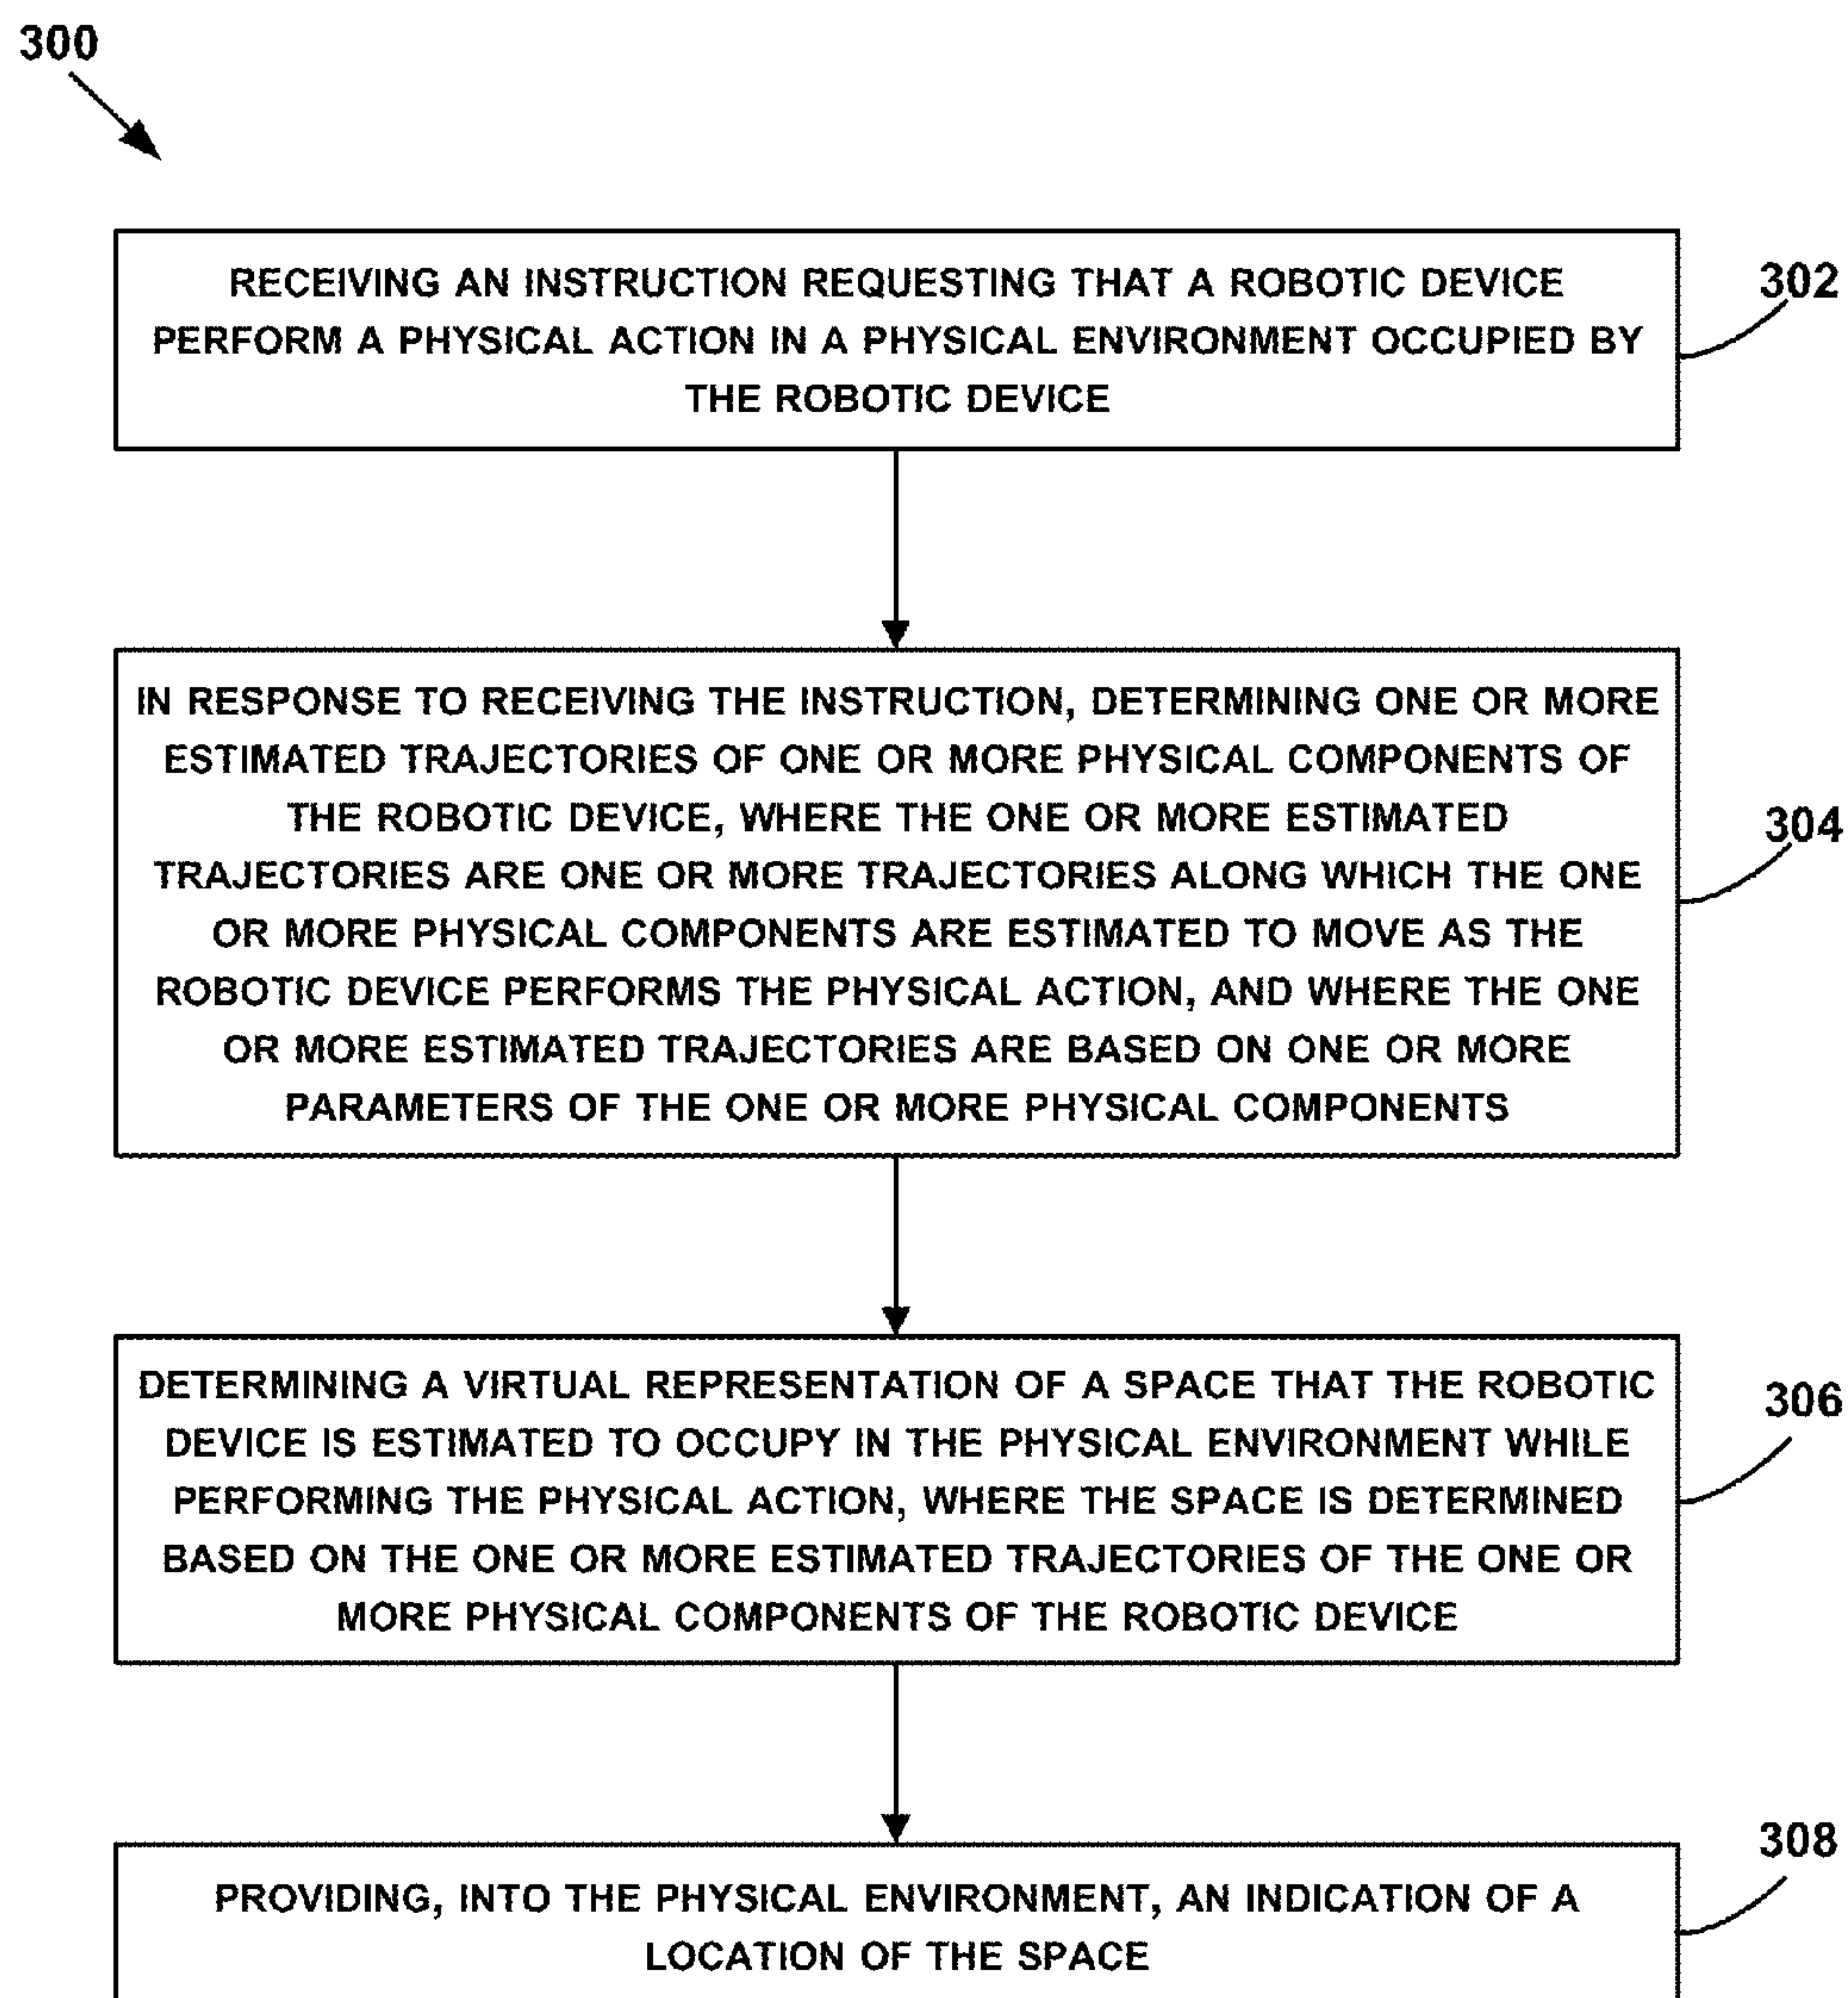 300
RECEIVING AN INSTRUCTION REQUESTING THAT A ROBOTIC DEVICE
PERFORM A PHYSICAL ACTION IN A PHYSICAL ENVIRONMENT OCCUPIED BY
THE ROBOTIC DEVICE
302
IN RESPONSE TO RECEIVING THE INSTRUCTION, DETERMINING ONE OR MORE
ESTIMATED TRAJECTORIES OF ONE OR MORE PHYSICAL COMPONENTS OF
THE ROBOTIC DEVICE, WHERE THE ONE OR MORE ESTIMATED
TRAJECTORIES ARE ONE OR MORE TRAJECTORIES ALONG WHICH THE ONE
OR MORE PHYSICAL COMPONENTS ARE ESTIMATED TO MOVE AS THE
ROBOTIC DEVICE PERFORMS THE PHYSICAL ACTION, AND WHERE THE ONE
OR MORE ESTIMATED TRAJECTORIES ARE BASED ON ONE OR MORE
PARAMETERS OF THE ONE OR MORE PHYSICAL COMPONENTS
304
DETERMINING A VIRTUAL REPRESENTATION OF A SPACE THAT THE ROBOTIC
DEVICE IS ESTIMATED TO OCCUPY IN THE PHYSICAL ENVIRONMENT WHILE
PERFORMING THE PHYSICAL ACTION, WHERE THE SPACE IS DETERMINED
BASED ON THE ONE OR MORE ESTIMATED TRAJECTORIES OF THE ONE OR
MORE PHYSICAL COMPONENTS OF THE ROBOTIC DEVICE
306
PROVIDING, INTO THE PHYSICAL ENVIRONMENT, AN INDICATION OF A
LOCATION OF THE SPACE
308